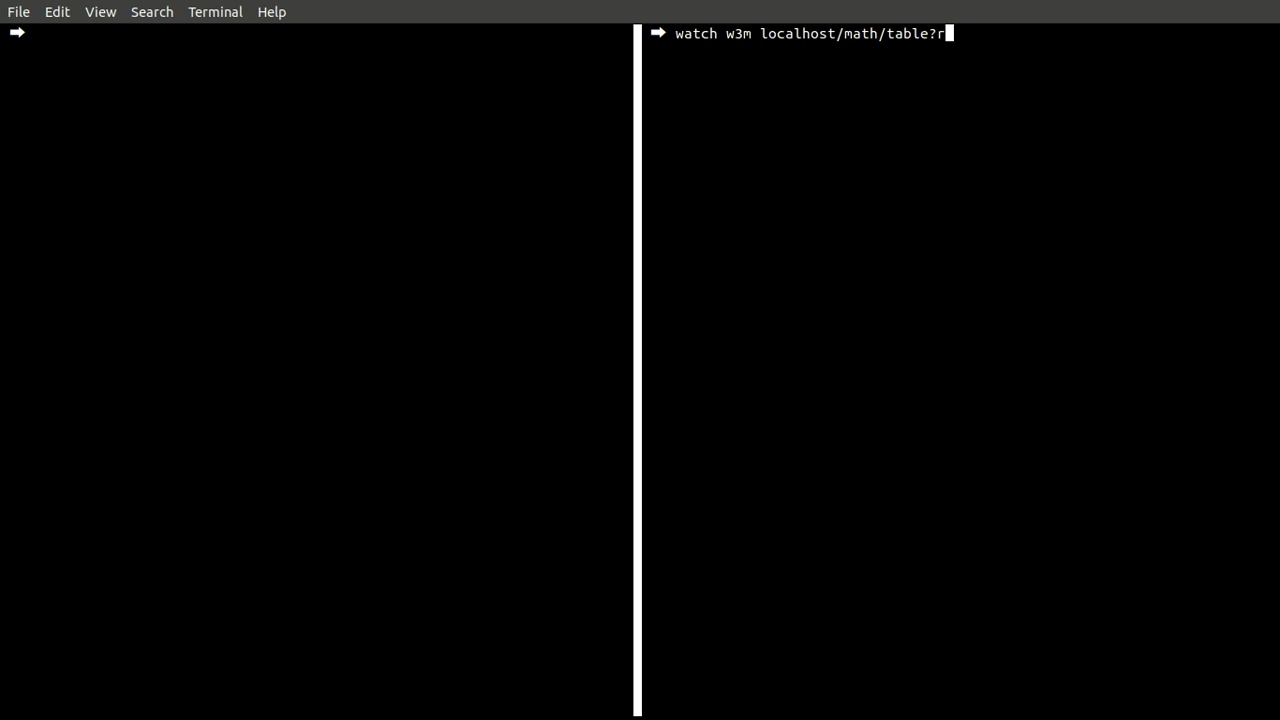 File Edit View Search Terminal Help
➡
➡ watch w3m localhost/math/table?r